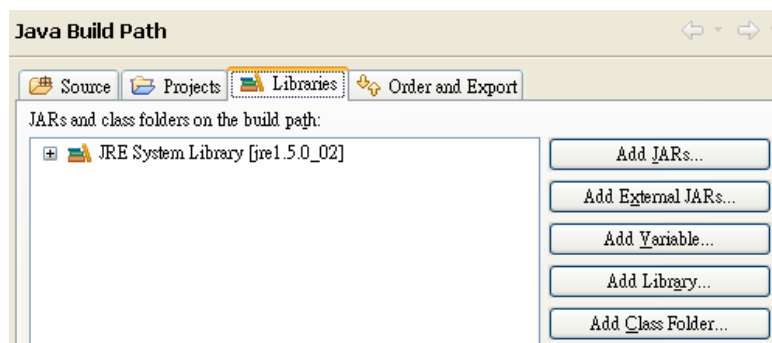 Java Build Path
Source Projects Libraries Order and Export
JARs and class folders on the build path:
JRE System Library [jre1.5.0_02]
Add JARs...
Add External JARs...
Add Variable...
Add Library...
Add Class Folder...